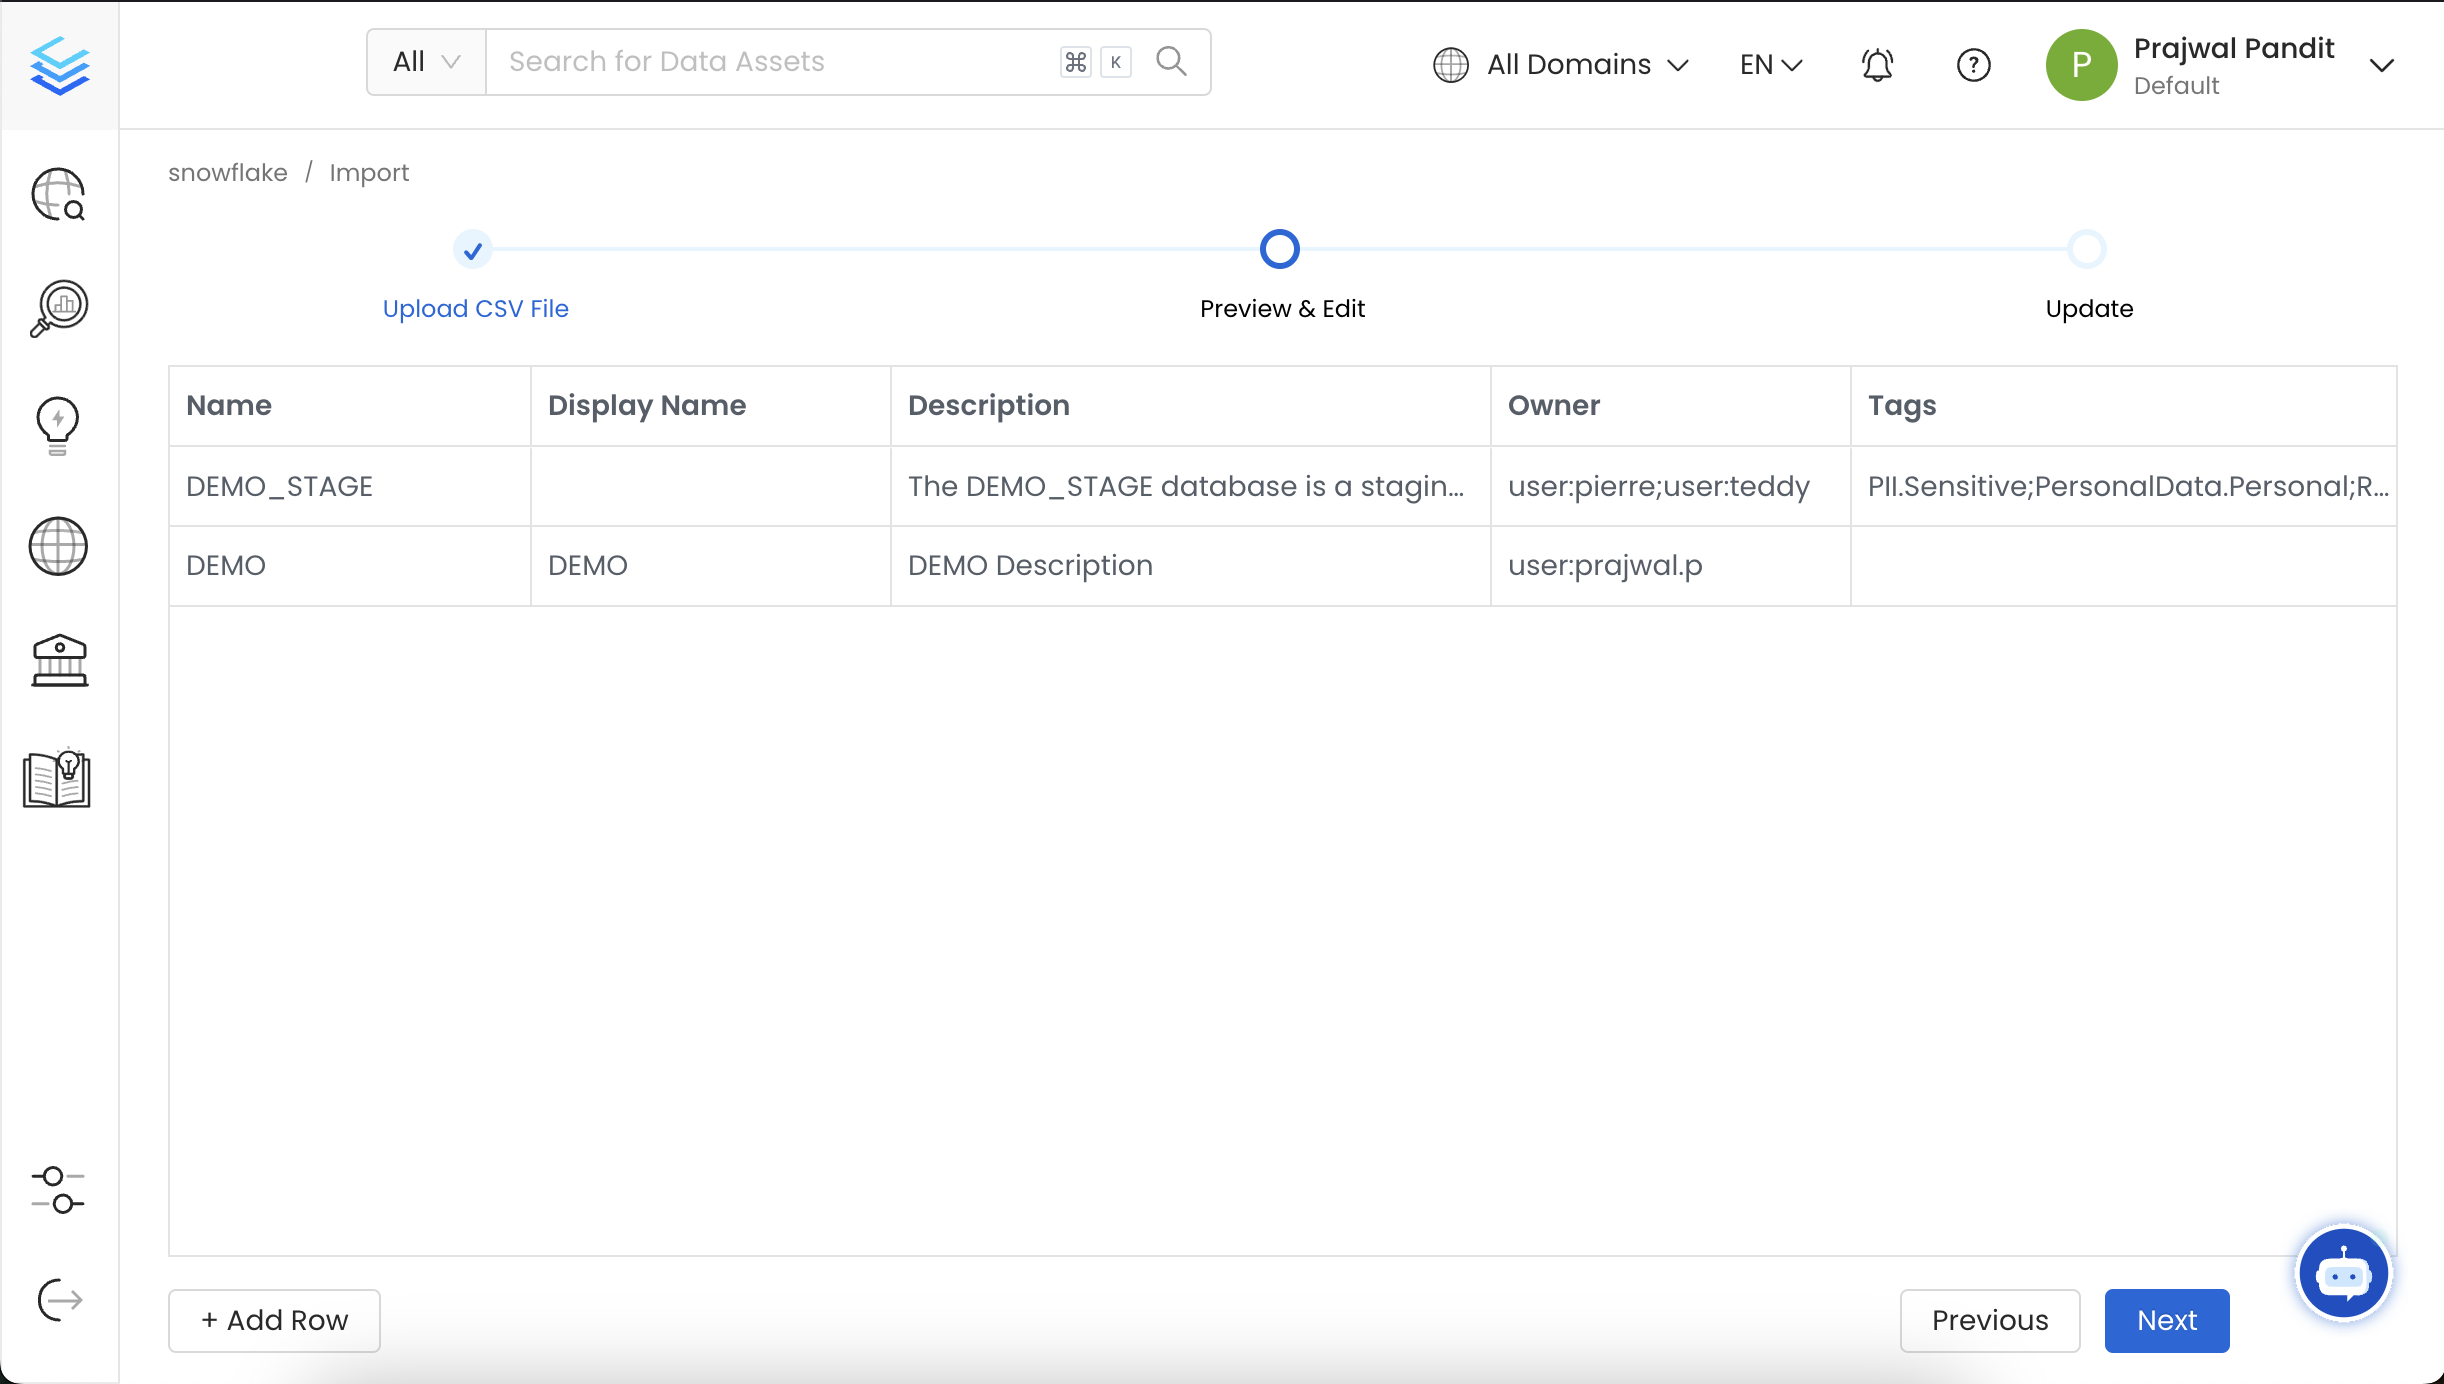 All
Search for Data Assets
⌘ K
All Domains
EN
?
P
Prajwal Pandit
Default
snowflake / Import
Upload CSV File
Preview & Edit
Update
Name Display Name Description Owner Tags
DEMO_STAGE The DEMO_STAGE database is a stagin... user:pierre;user:teddy PII.Sensitive;PersonalData.Personal;R...
DEMO DEMO DEMO Description user:prajwal.p
+ Add Row
Previous
Next